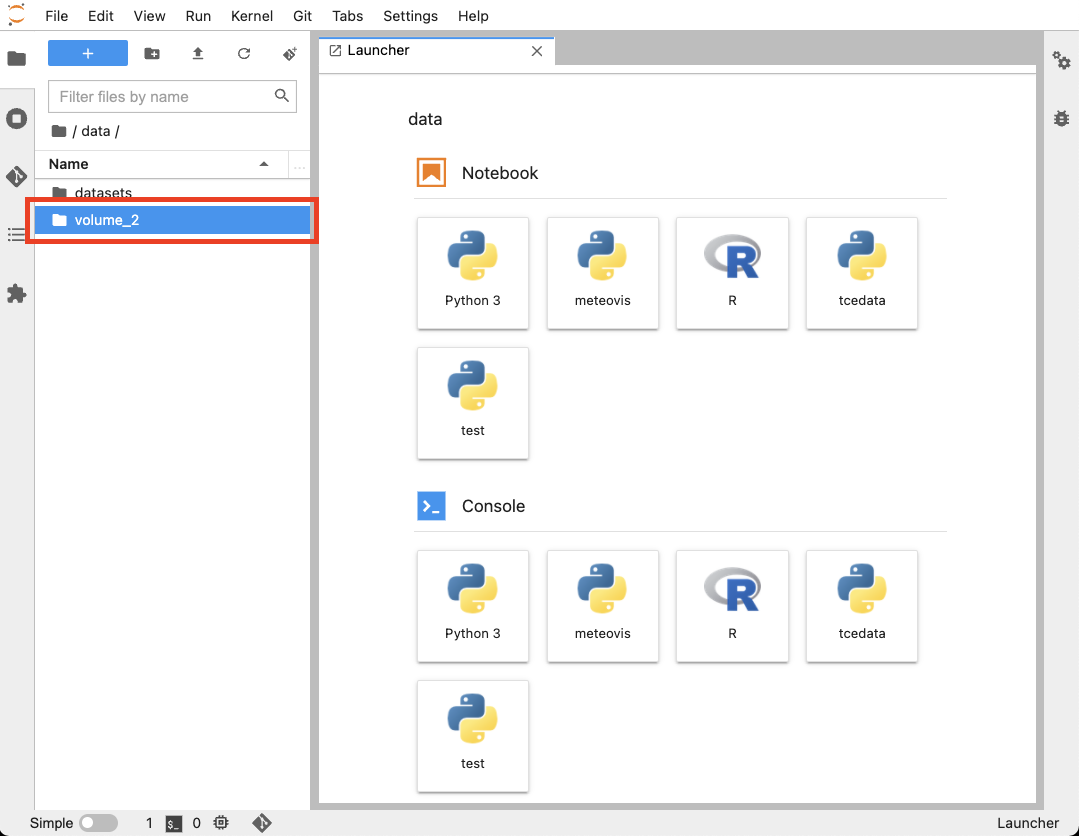 File Edit View Run Kernel Git Tabs Settings Help
+
Launcher
Filter files by name
/ data /
Name
...
datasets
volume_2
data
Notebook
Python 3 meteovis R tcedata
test
Console
Python 3 meteovis R tcedata
test
Simple 1 $_ 0 Launcher